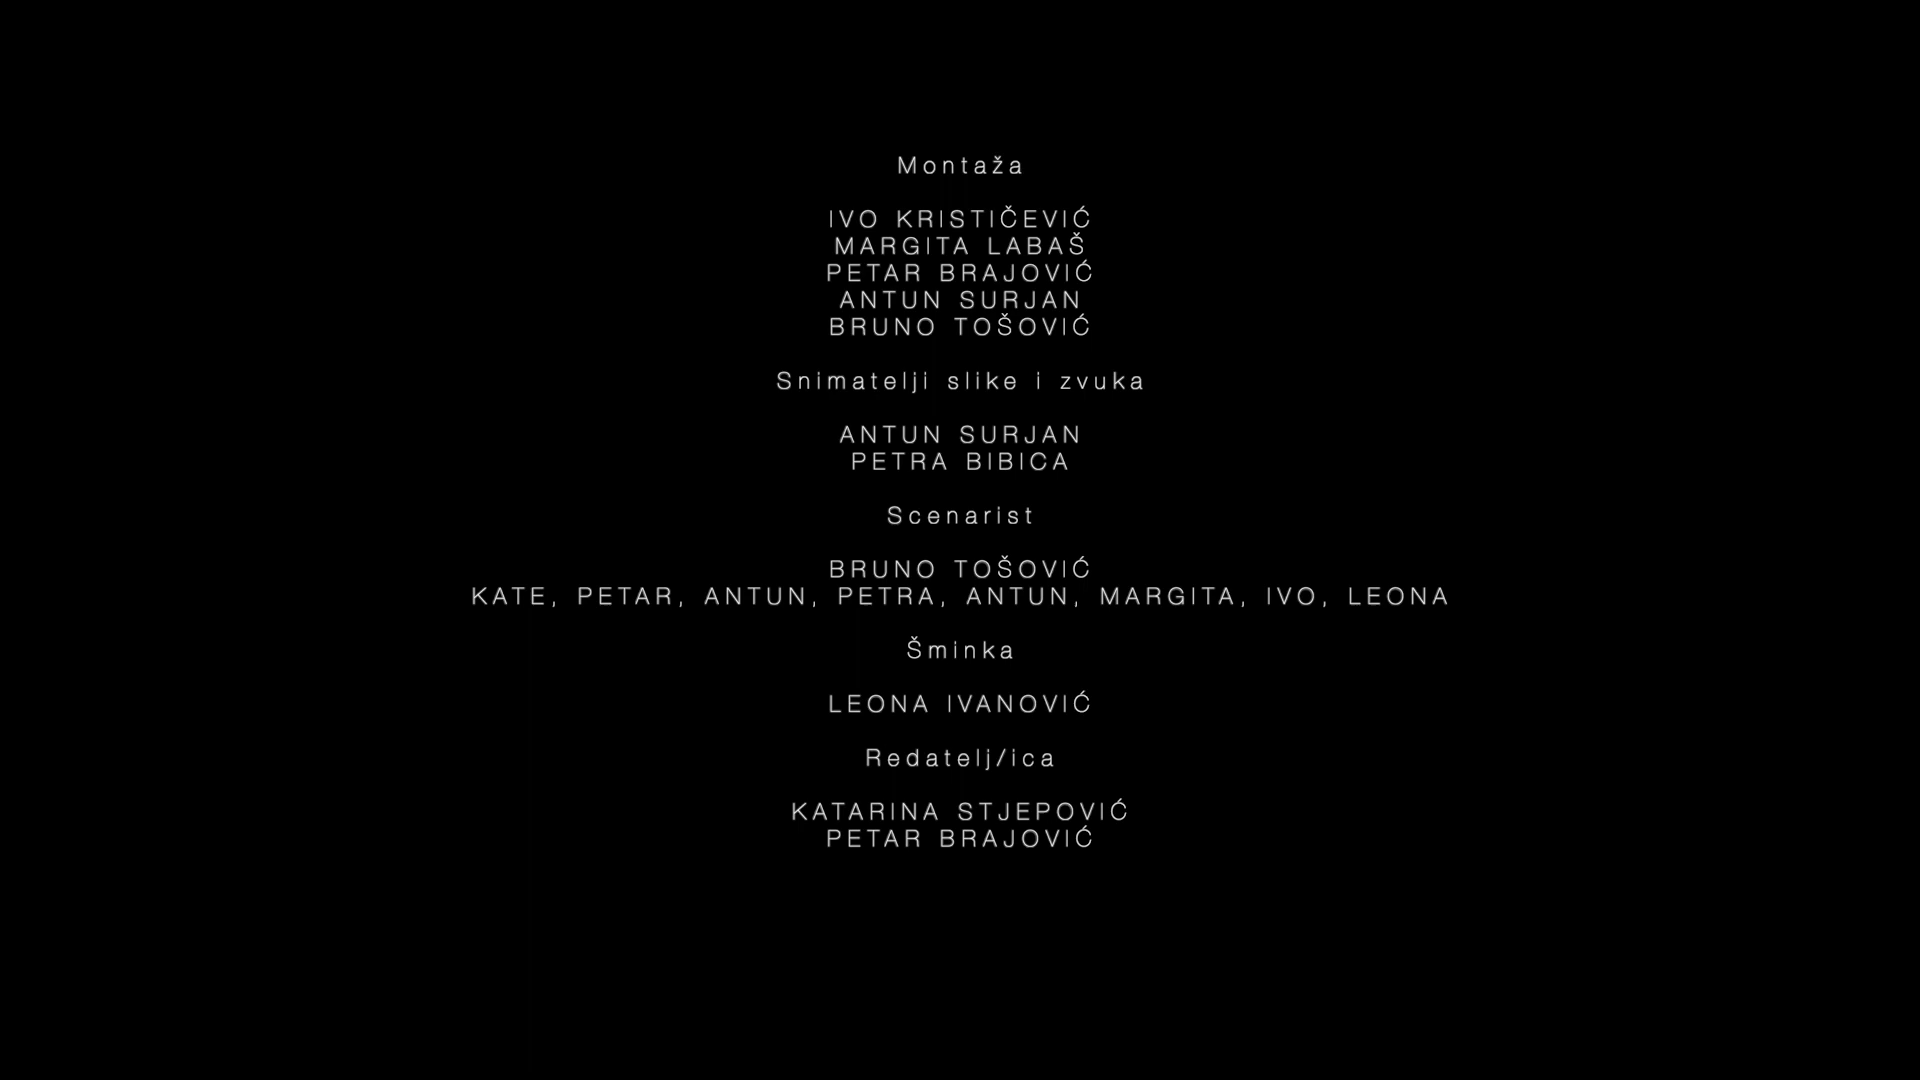 Montaža
IVO KRISTIČEVIĆ
MARGITA LABAŠ
PETAR BRAJOVIĆ
ANTUN SURJAN
BRUNO TOŠOVIĆ
Snimatelji slike i zvuka
ANTUN SURJAN
PETRA BIBICA
Scenarist
BRUNO TOŠOVIĆ
KATE, PETAR, ANTUN, PETRA, ANTUN, MARGITA, IVO, LEONA
Šminka
LEONA IVANOVIĆ
Redatelj/ica
KATARINA STJEPOVIĆ
PETAR BRAJOVIĆ